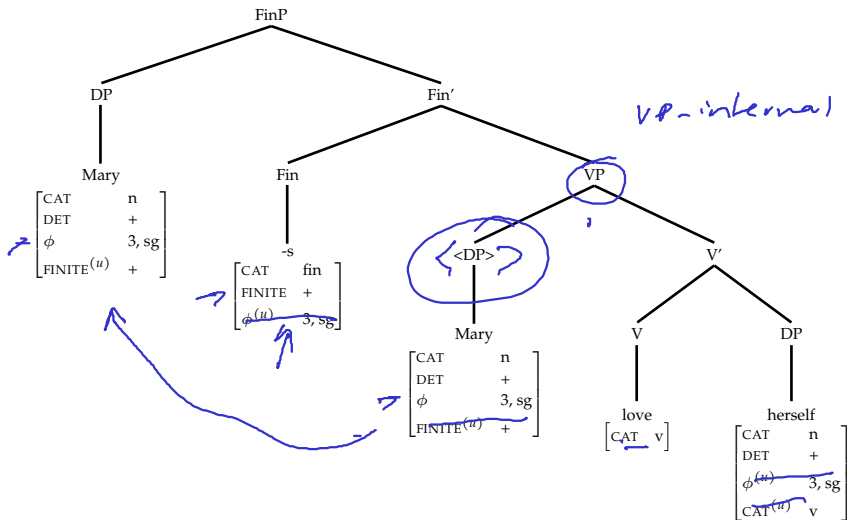 FinP
DP
Fin'
VP-internal
Mary
Fin
VP
CAT n
DET +
ϕ 3, sg
FINITE(u) +
-s
CAT fin
FINITE +
ϕ(u) 3, sg
<DP>
V'
Mary
CAT n
DET +
ϕ 3, sg
FINITE(u) +
V
DP
love
CAT v
herself
CAT n
DET +
ϕ(u) 3, sg
CAT(u) v